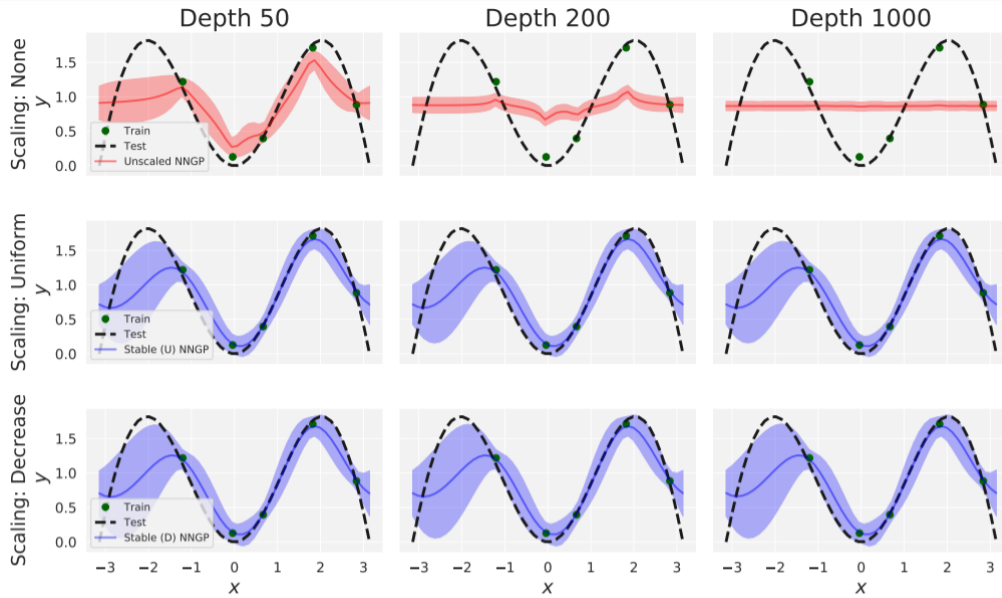 Depth 50 Depth 200 Depth 1000
Scaling: None
y
1.5
1.0
0.5
0.0
Train
Test
Unscaled NNGP
Scaling: Uniform
y
1.5
1.0
0.5
0.0
Train
Test
Stable (U) NNGP
Scaling: Decrease
y
1.5
1.0
0.5
0.0
Train
Test
Stable (D) NNGP
−3 −2 −1 0 1 2 3 −3 −2 −1 0 1 2 3 −3 −2 −1 0 1 2 3
x x x